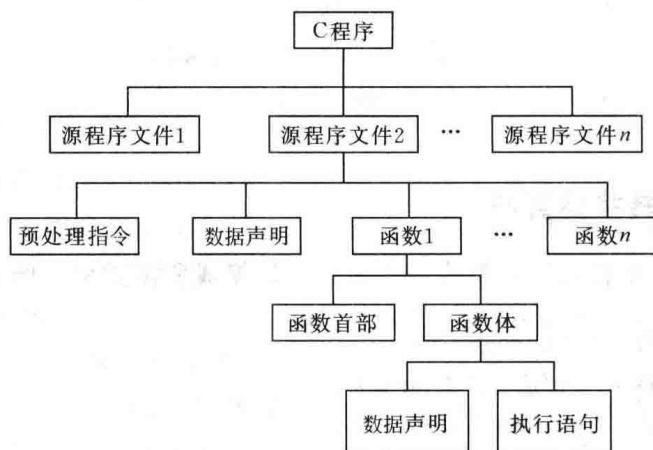 C程序
源程序文件1 源程序文件2 … 源程序文件n
预处理指令 数据声明 函数1 … 函数n
函数首部 函数体
数据声明 执行语句